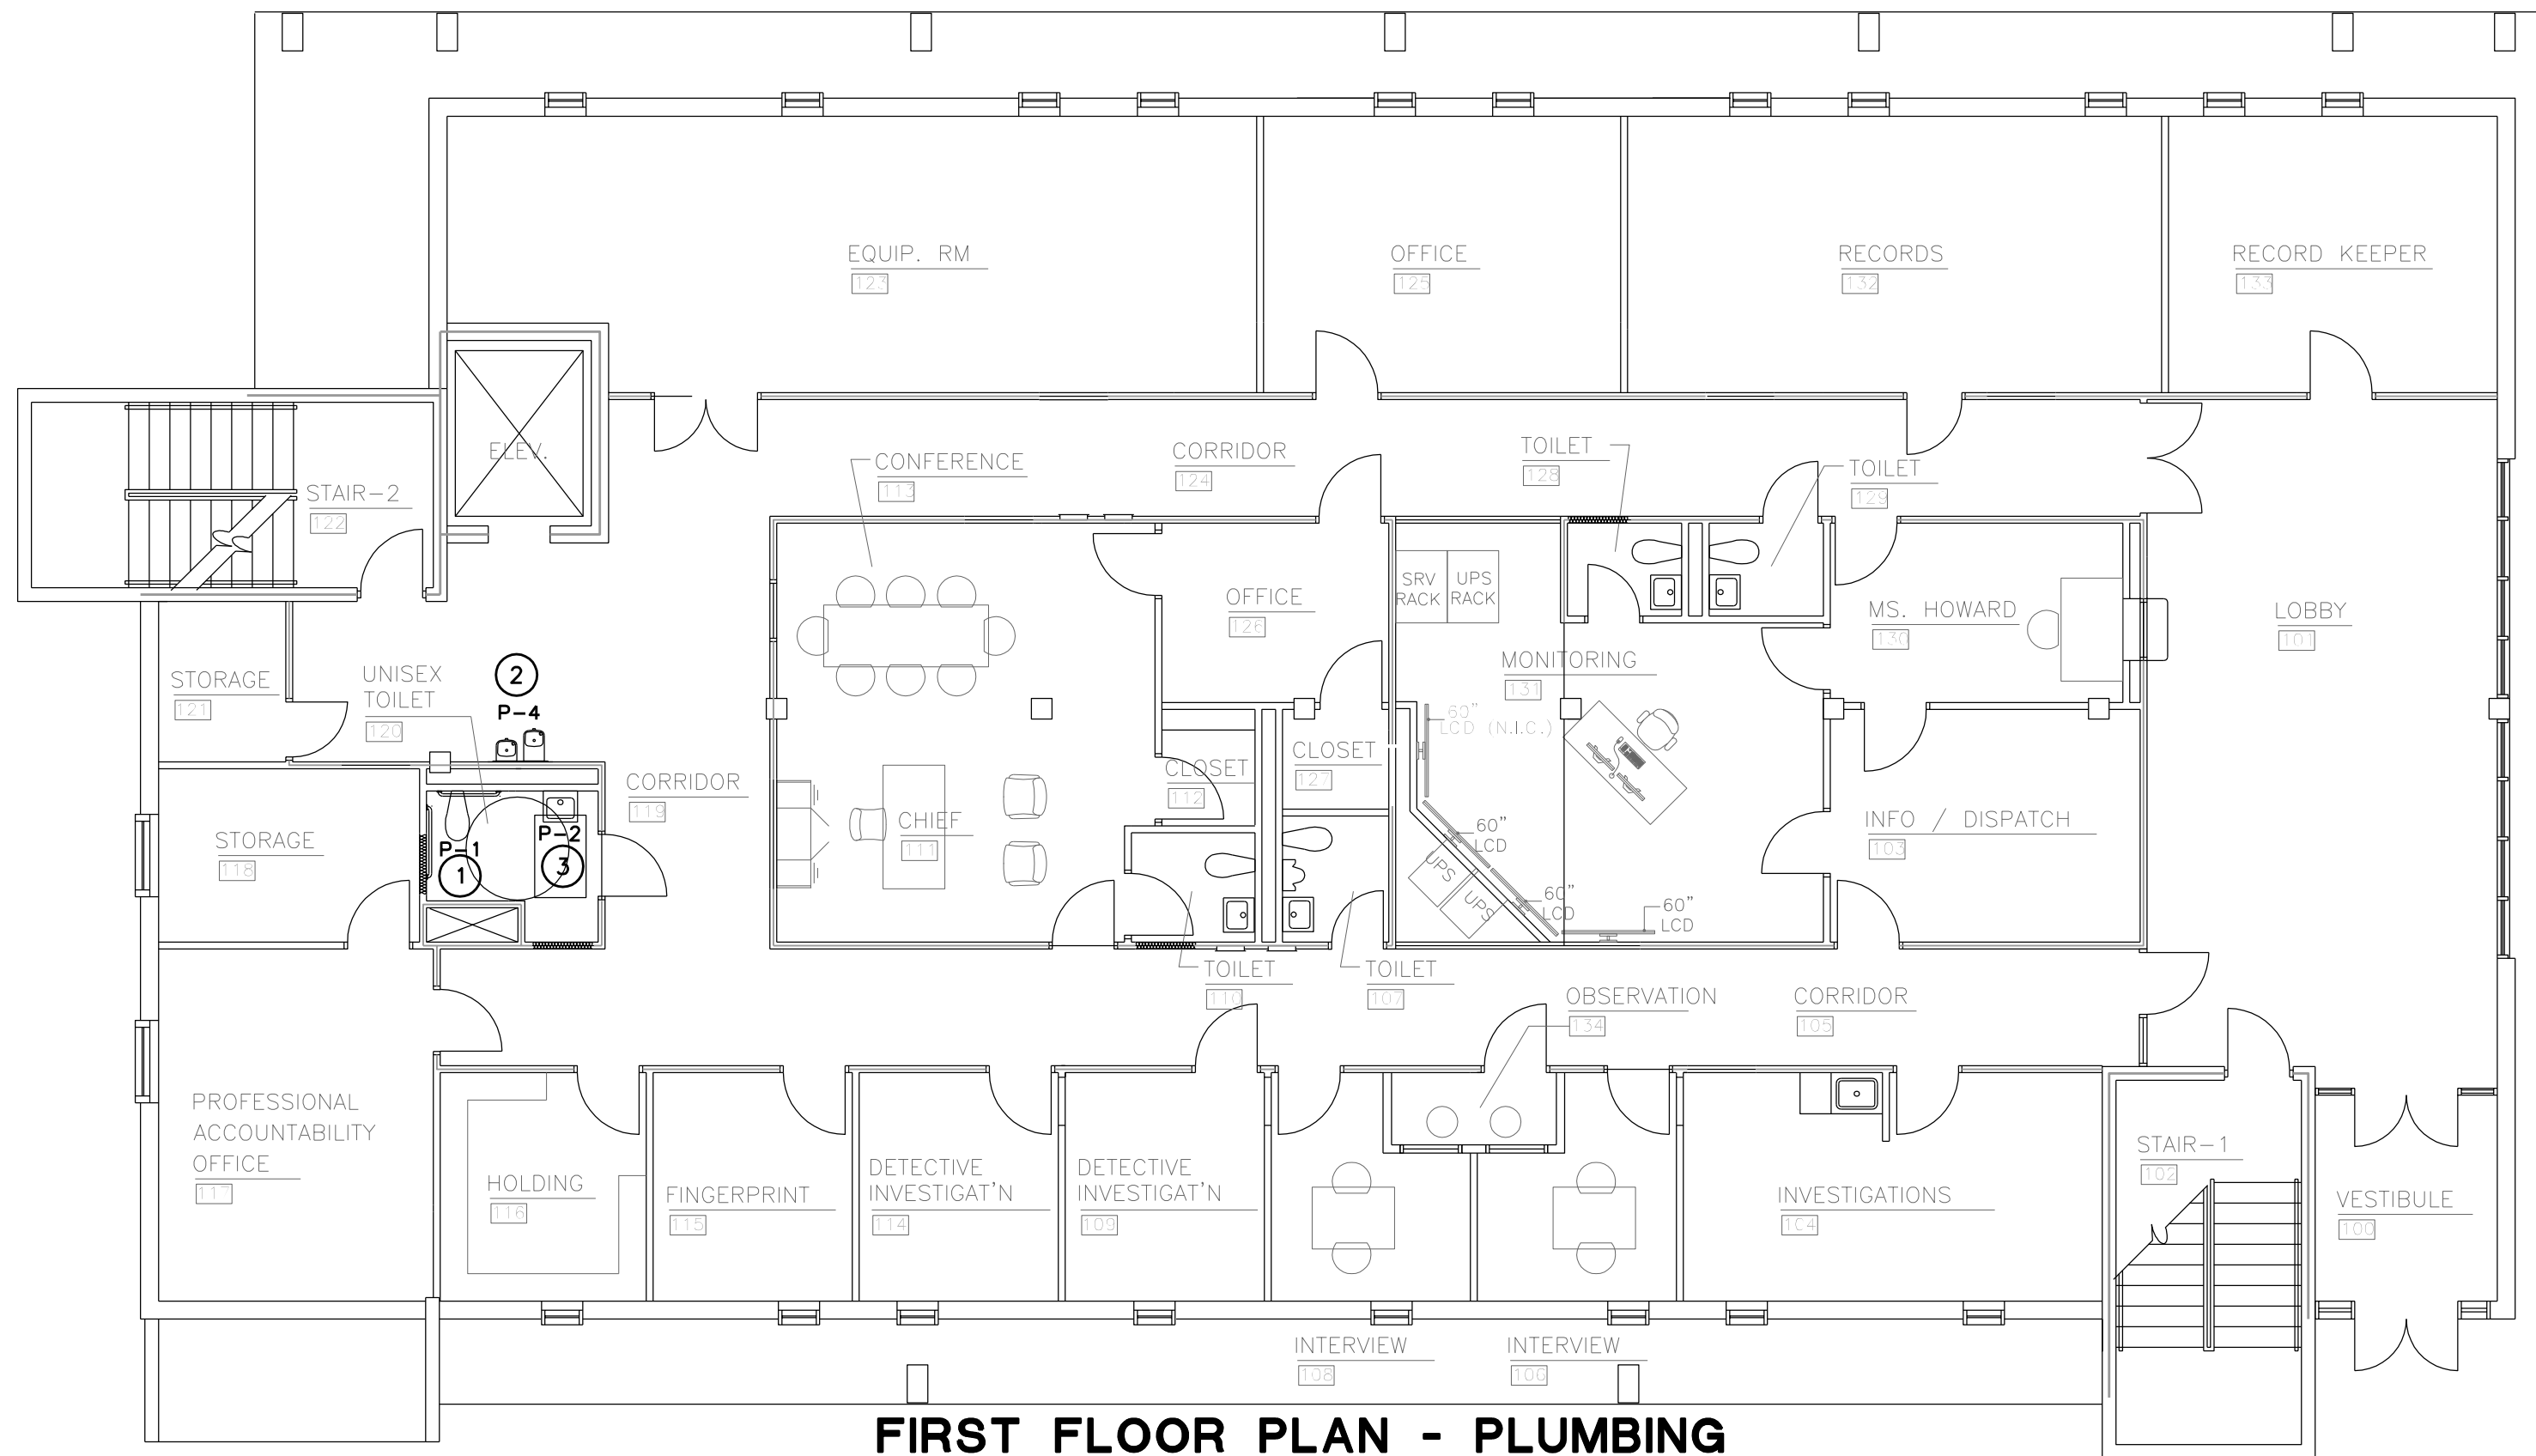 EQUIP. RM
123
OFFICE
125
RECORDS
132
RECORD KEEPER
133
ELEV.
STAIR-2
122
CONFERENCE
113
CORRIDOR
124
TOILET
128
TOILET
129
SRV
RACK
UPS
RACK
OFFICE
126
MS. HOWARD
130
LOBBY
101
STORAGE
121
UNISEX
TOILET
120
2
P-4
MONITORING
131
60"
LCD (N.I.C.)
CLOSET
112
CLOSET
127
CORRIDOR
119
STORAGE
118
P-1
1
P-2
3
CHIEF
111
60"
LCD
UPS
UPS
60"
LCD
60"
LCD
INFO / DISPATCH
103
TOILET
110
TOILET
107
OBSERVATION
134
CORRIDOR
105
PROFESSIONAL
ACCOUNTABILITY
OFFICE
117
HOLDING
116
FINGERPRINT
115
DETECTIVE
INVESTIGAT'N
114
DETECTIVE
INVESTIGAT'N
109
INVESTIGATIONS
104
STAIR-1
102
VESTIBULE
100
INTERVIEW
108
INTERVIEW
106
FIRST FLOOR PLAN - PLUMBING